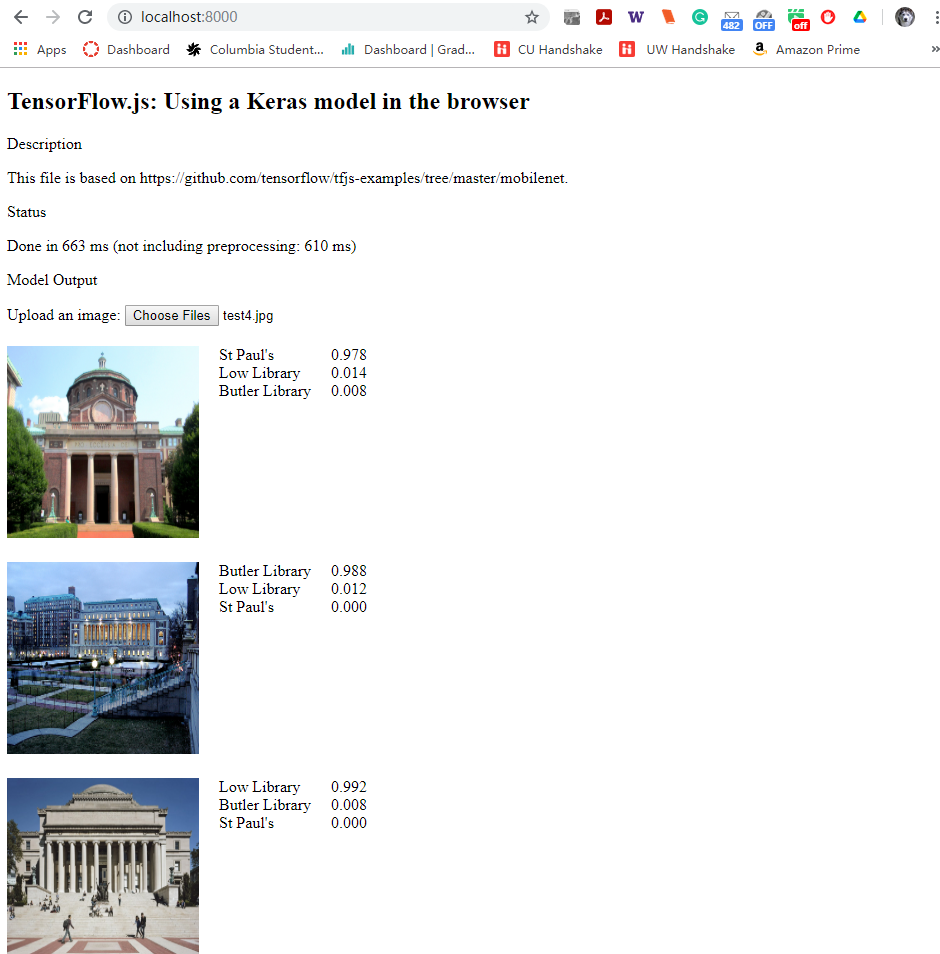 localhost:8000
482
OFF
off
Apps
Dashboard
Columbia Student...
Dashboard | Grad...
CU Handshake
UW Handshake
Amazon Prime
»
TensorFlow.js: Using a Keras model in the browser
Description
This file is based on https://github.com/tensorflow/tfjs-examples/tree/master/mobilenet.
Status
Done in 663 ms (not including preprocessing: 610 ms)
Model Output
Upload an image: Choose Files test4.jpg
St Paul's 0.978
Low Library 0.014
Butler Library 0.008
Butler Library 0.988
Low Library 0.012
St Paul's 0.000
Low Library 0.992
Butler Library 0.008
St Paul's 0.000